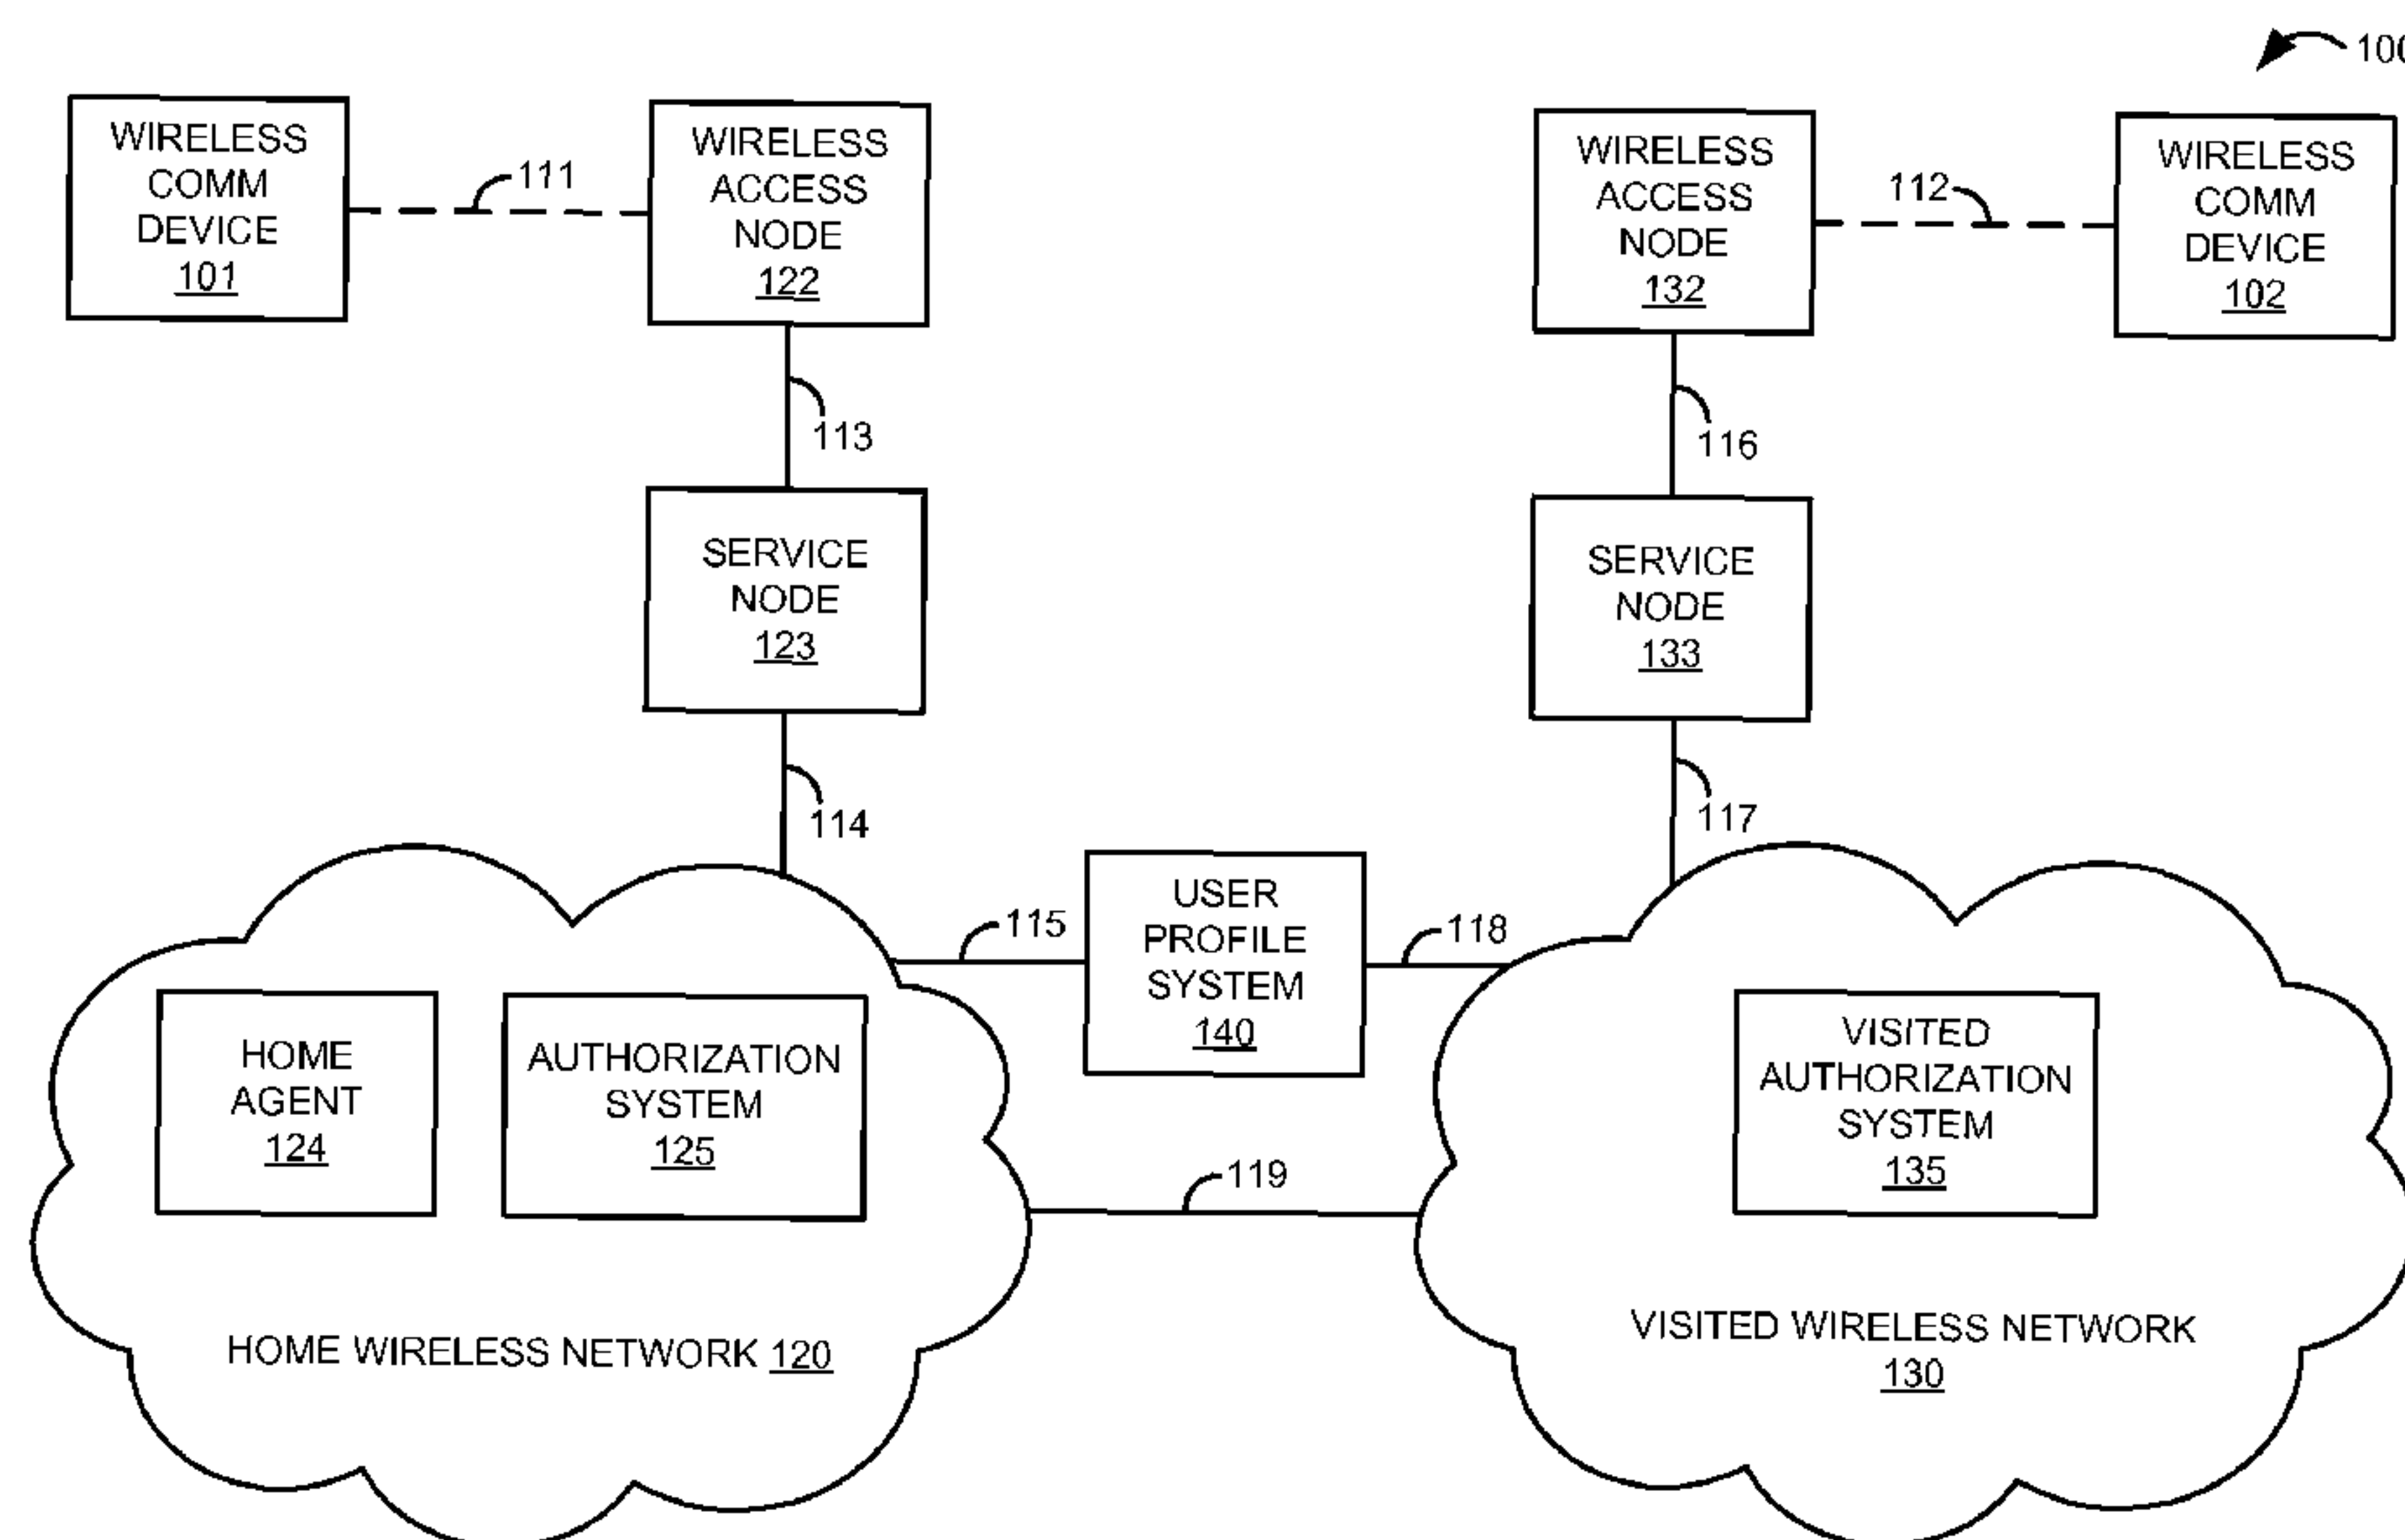 100
WIRELESS
COMM
DEVICE
101
111
WIRELESS
ACCESS
NODE
122
WIRELESS
ACCESS
NODE
132
112
WIRELESS
COMM
DEVICE
102
113
116
SERVICE
NODE
123
SERVICE
NODE
133
114
117
115
USER
PROFILE
SYSTEM
140
118
HOME
AGENT
124
AUTHORIZATION
SYSTEM
125
VISITED
AUTHORIZATION
SYSTEM
135
119
HOME WIRELESS NETWORK 120
VISITED WIRELESS NETWORK
130